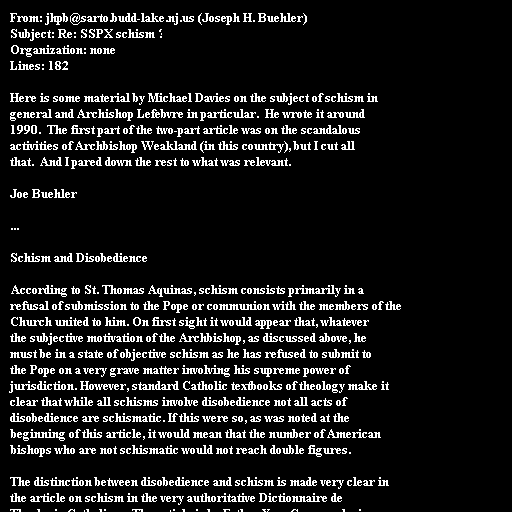 From: jhpb@sarto.budd-lake.nj.us (Joseph H. Buehler)
Subject: Re: SSPX schism ?
Organization: none
Lines: 182

Here is some material by Michael Davies on the subject of schism in
general and Archishop Lefebvre in particular.  He wrote it around
1990.  The first part of the two-part article was on the scandalous
activities of Archbishop Weakland (in this country), but I cut all
that.  And I pared down the rest to what was relevant.

Joe Buehler

...

Schism and Disobedience

According to St. Thomas Aquinas, schism consists primarily in a
refusal of submission to the Pope or communion with the members of the
Church united to him. On first sight it would appear that, whatever
the subjective motivation of the Archbishop, as discussed above, he
must be in a state of objective schism as he has refused to submit to
the Pope on a very grave matter involving his supreme power of
jurisdiction. However, standard Catholic textbooks of theology make it
clear that while all schisms involve disobedience not all acts of
disobedience are schismatic. If this were so, as was noted at the
beginning of this article, it would mean that the number of American
bishops who are not schismatic would not reach double figures.

The distinction between disobedience and schism is made very clear in
the article on schism in the very authoritative Dictionnaire de